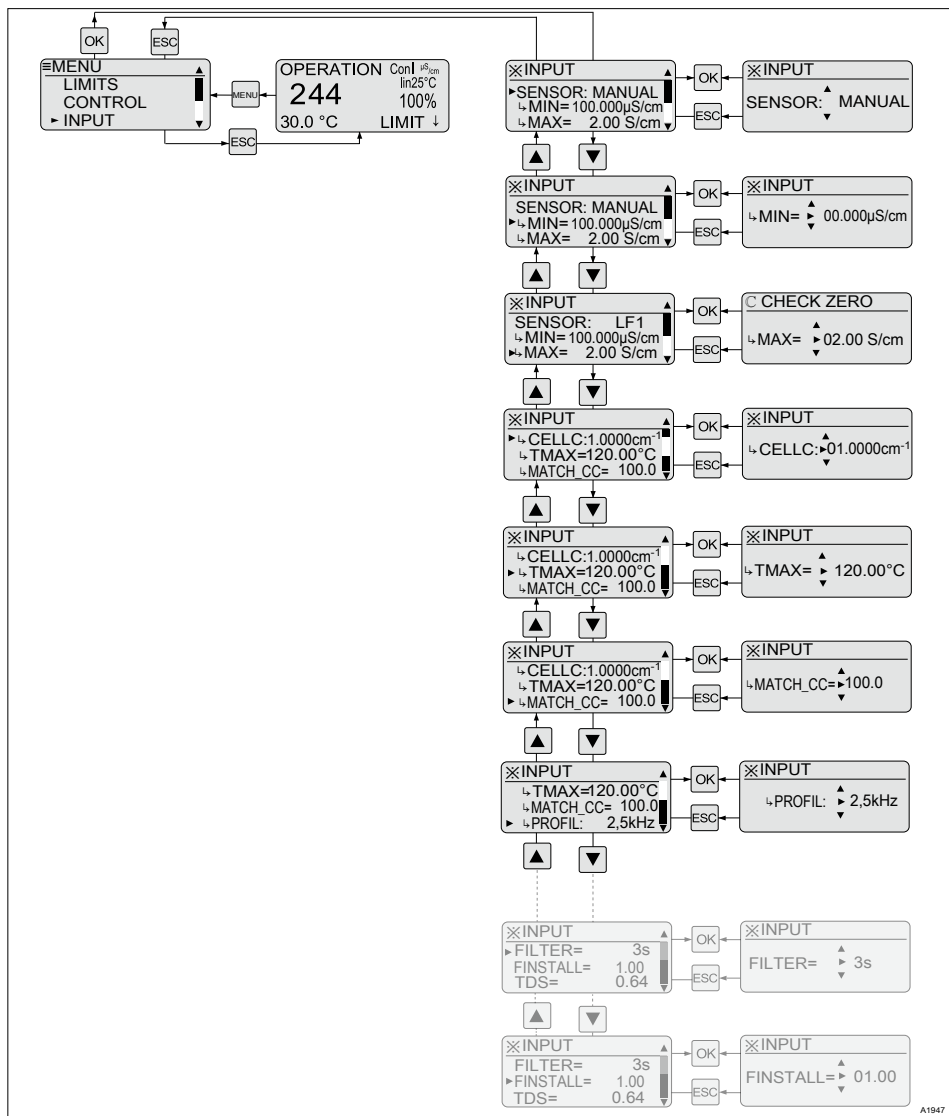 OK
ESC
≡MENU
LIMITS
CONTROL
► INPUT
MENU
ESC
OPERATION Conl µS/cm
lin25°C
244 100%
30.0 °C LIMIT ↓
※INPUT
►SENSOR: MANUAL
↳MIN= 100.000µS/cm
↳MAX= 2.00 S/cm
OK
ESC
※INPUT
SENSOR: MANUAL
※INPUT
SENSOR: MANUAL
►↳MIN= 100.000µS/cm
↳MAX= 2.00 S/cm
OK
ESC
※INPUT
↳MIN= ► 00.000µS/cm
※INPUT
SENSOR: LF1
↳MIN= 100.000µS/cm
►↳MAX= 2.00 S/cm
OK
ESC
C CHECK ZERO
↳MAX= ►02.00 S/cm
※INPUT
►↳CELLC:1.0000cm⁻¹
↳TMAX=120.00°C
↳MATCH_CC= 100.0
OK
ESC
※INPUT
↳CELLC:►01.0000cm⁻¹
※INPUT
↳CELLC:1.0000cm⁻¹
►↳TMAX=120.00°C
↳MATCH_CC= 100.0
OK
ESC
※INPUT
↳TMAX= ► 120.00°C
※INPUT
↳CELLC:1.0000cm⁻¹
↳TMAX=120.00°C
►↳MATCH_CC= 100.0
OK
ESC
※INPUT
↳MATCH_CC=►100.0
※INPUT
↳TMAX=120.00°C
↳MATCH_CC= 100.0
► ↳PROFIL: 2,5kHz
OK
ESC
※INPUT
↳PROFIL: ► 2,5kHz
※INPUT
►FILTER= 3s
FINSTALL= 1.00
TDS= 0.64
OK
ESC
※INPUT
FILTER= ► 3s
※INPUT
FILTER= 3s
►FINSTALL= 1.00
TDS= 0.64
OK
ESC
※INPUT
FINSTALL= ► 01.00
A1947